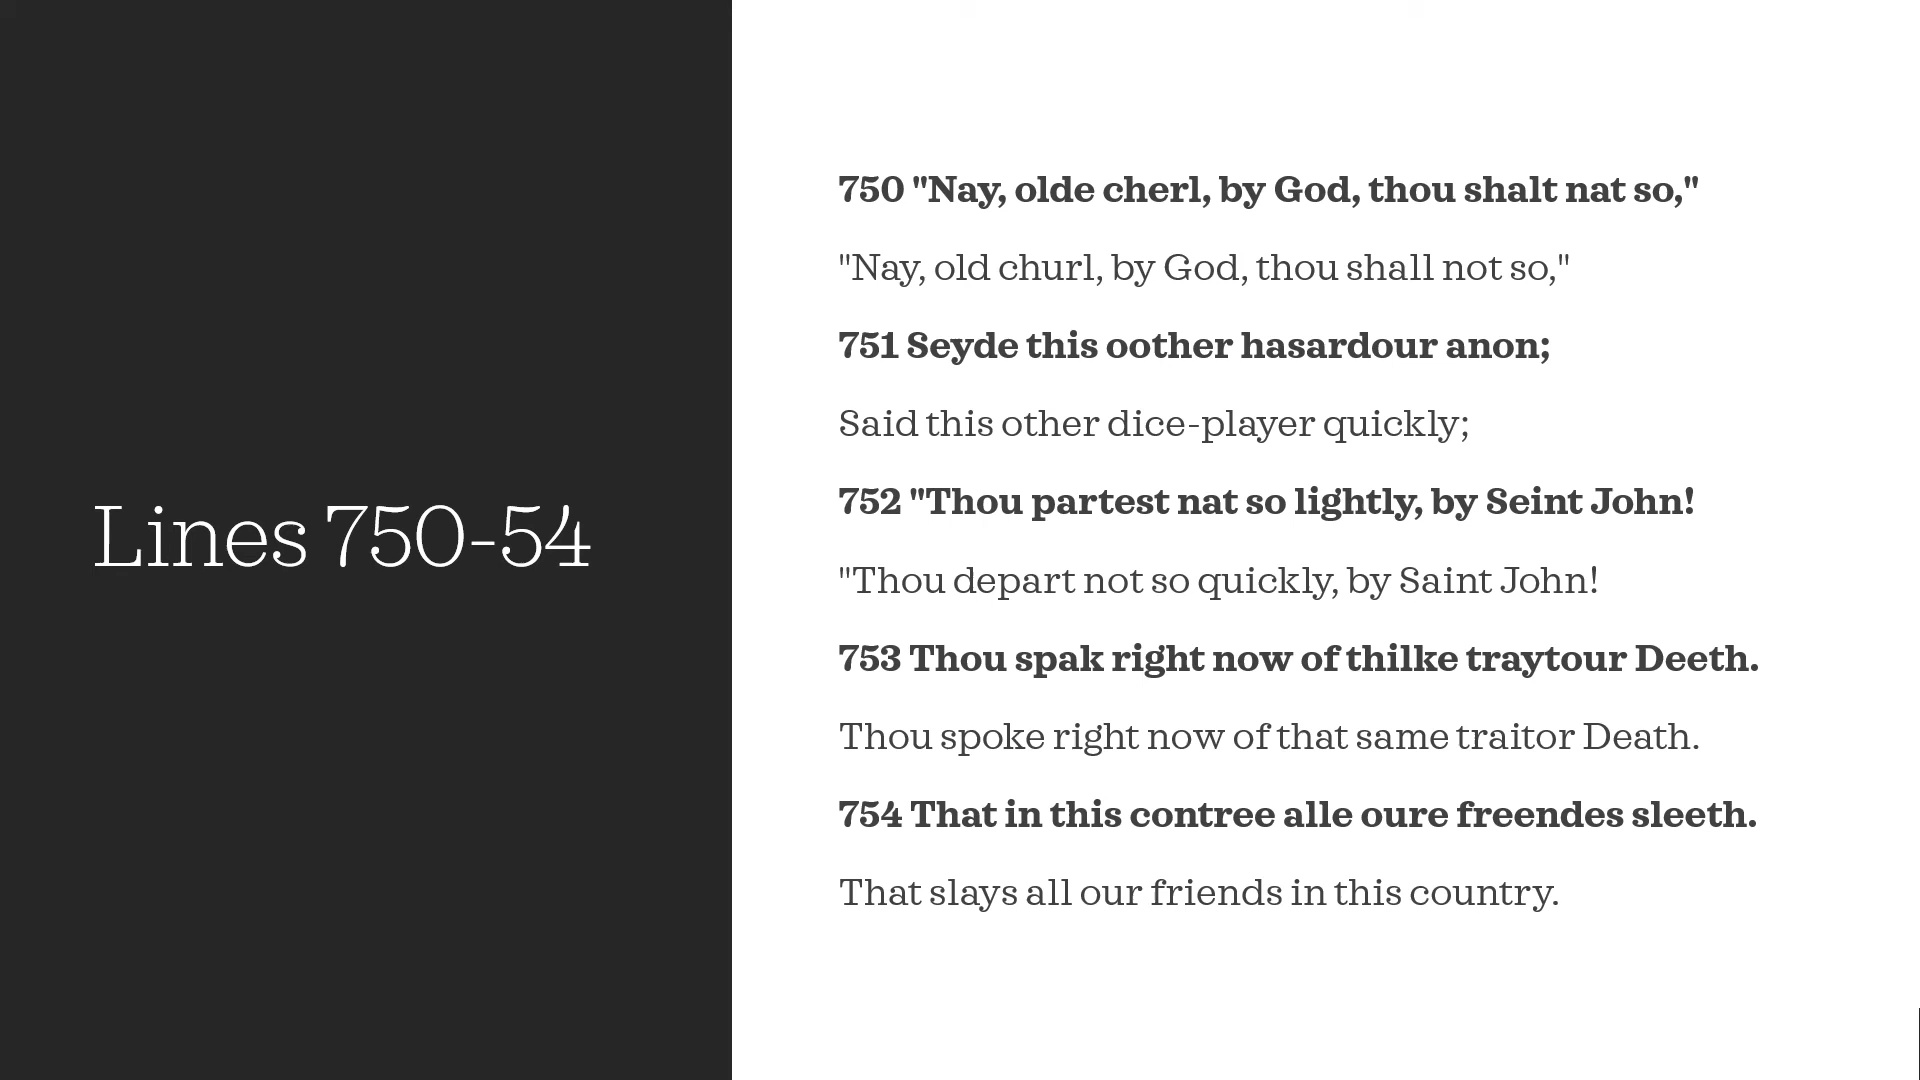 Lines 750-54
750 "Nay, olde cherl, by God, thou shalt nat so,"
"Nay, old churl, by God, thou shall not so,"
751 Seyde this oother hasardour anon;
Said this other dice-player quickly;
752 "Thou partest nat so lightly, by Seint John!
"Thou depart not so quickly, by Saint John!
753 Thou spak right now of thilke traytour Deeth.
Thou spoke right now of that same traitor Death.
754 That in this contree alle oure freendes sleeth.
That slays all our friends in this country.